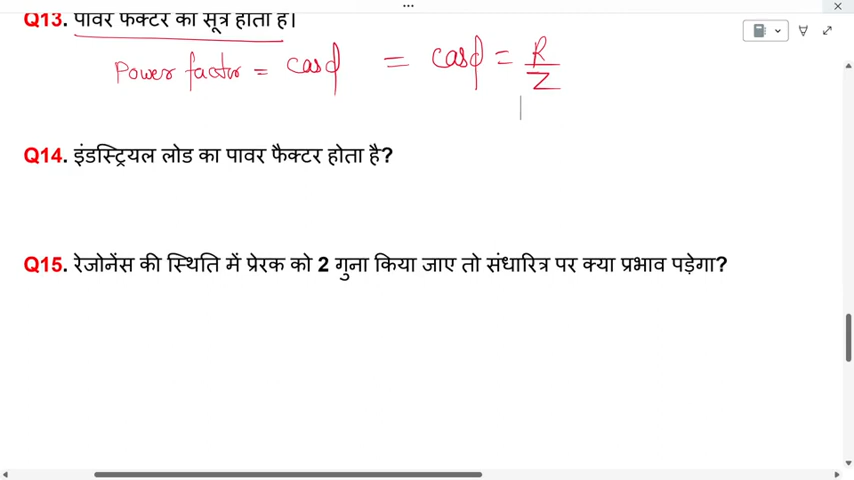 Q13. पावर फैक्टर का सूत्र होता है।
Power factor = cosϕ = cosϕ = R/Z
Q14. इंडस्ट्रियल लोड का पावर फैक्टर होता है?
Q15. रेजोनेंस की स्थिति में प्रेरक को 2 गुना किया जाए तो संधारित्र पर क्या प्रभाव पड़ेगा?